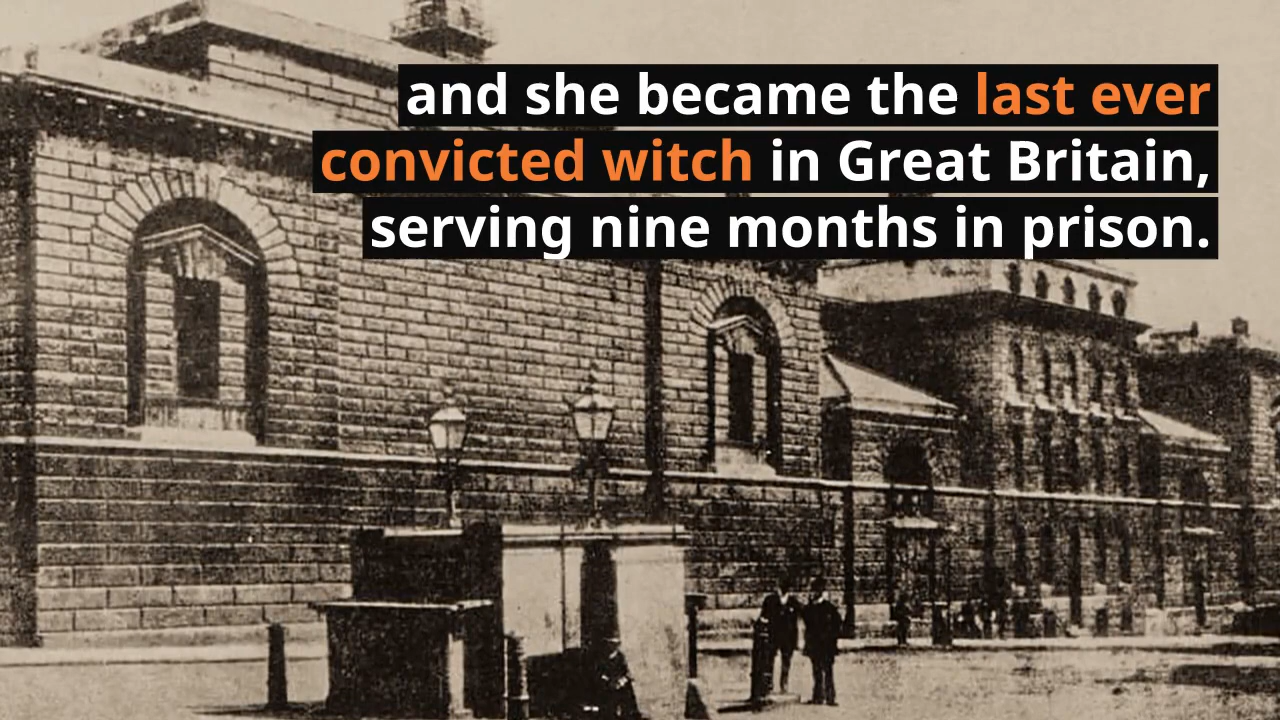 and she became the last ever
convicted witch in Great Britain,
serving nine months in prison.